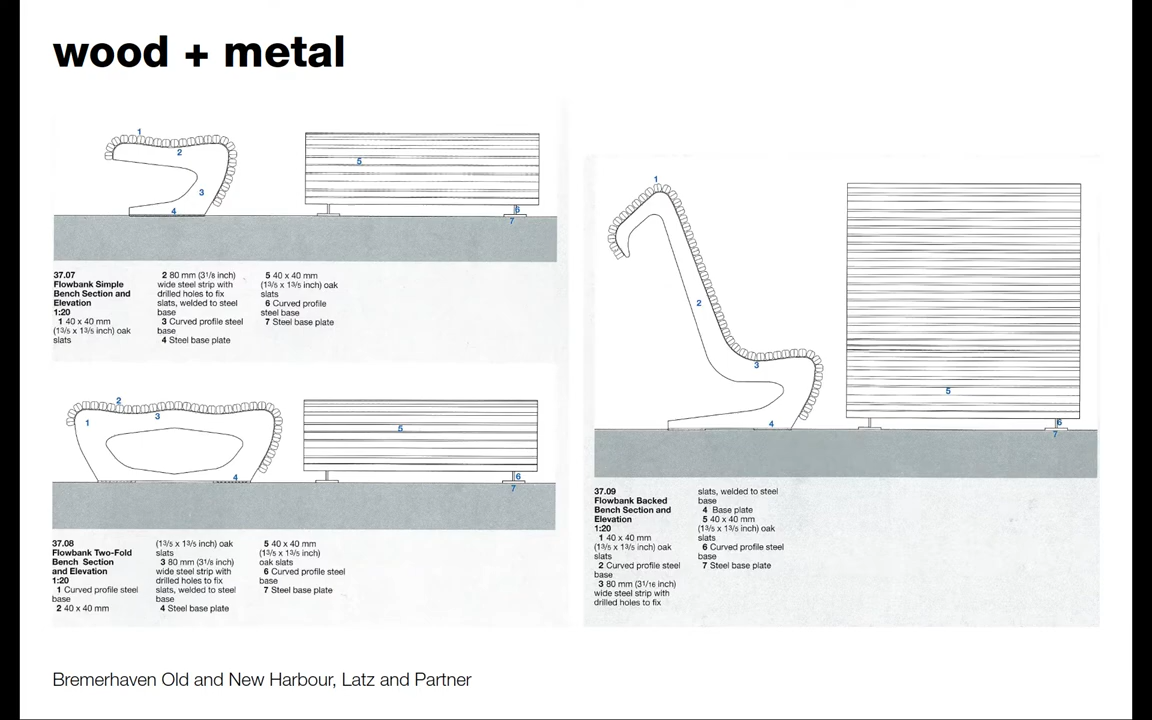 wood + metal
1
2
3
4
5
6
7
37.07
Flowbank Simple
Bench Section and
Elevation
1:20
1 40 x 40 mm
(13/5 x 13/5 inch) oak
slats
2 80 mm (31/8 inch)
wide steel strip with
drilled holes to fix
slats, welded to steel
base
3 Curved profile steel
base
4 Steel base plate
5 40 x 40 mm
(13/5 x 13/5 inch) oak
slats
6 Curved profile
steel base
7 Steel base plate
2
1
3
4
5
6
7
37.08
Flowbank Two-Fold
Bench Section
and Elevation
1:20
1 Curved profile steel
base
2 40 x 40 mm
(13/5 x 13/5 inch) oak
slats
3 80 mm (31/8 inch)
wide steel strip with
drilled holes to fix
slats, welded to steel
base
4 Steel base plate
5 40 x 40 mm
(13/5 x 13/5 inch)
oak slats
6 Curved profile steel
base
7 Steel base plate
1
2
3
4
5
6
7
37.09
Flowbank Backed
Bench Section and
Elevation
1:20
1 40 x 40 mm
(13/5 x 13/5 inch) oak
slats
2 Curved profile steel
base
3 80 mm (31/16 inch)
wide steel strip with
drilled holes to fix
slats, welded to steel
base
4 Base plate
5 40 x 40 mm
(13/5 x 13/5 inch) oak
slats
6 Curved profile steel
base
7 Steel base plate
Bremerhaven Old and New Harbour, Latz and Partner